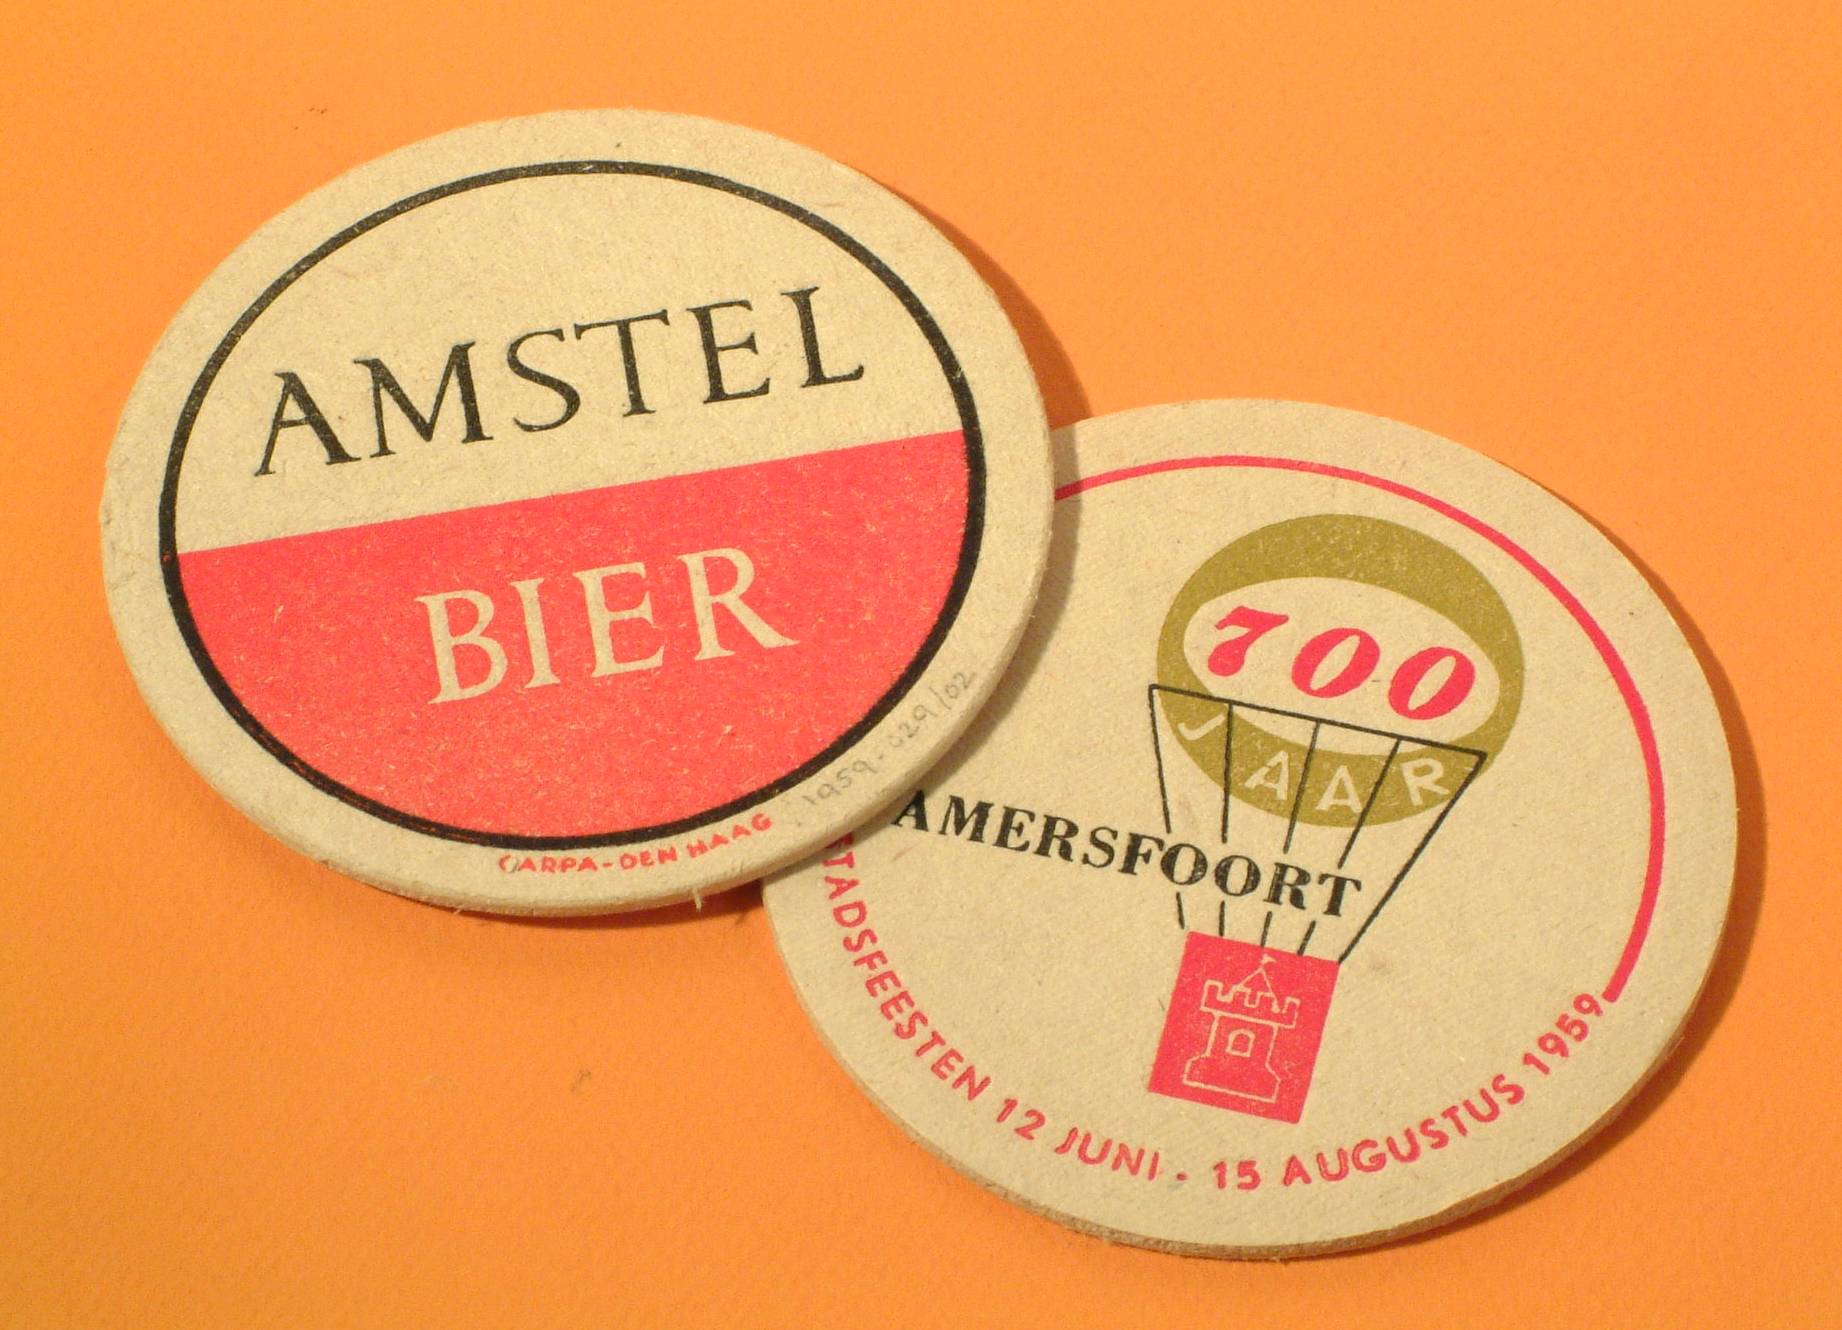 AMSTEL
BIER
CARPA-DEN HAAG
1959-029/02
700
JAAR
AMERSFOORT
STADSFEESTEN 12 JUNI - 15 AUGUSTUS 1959